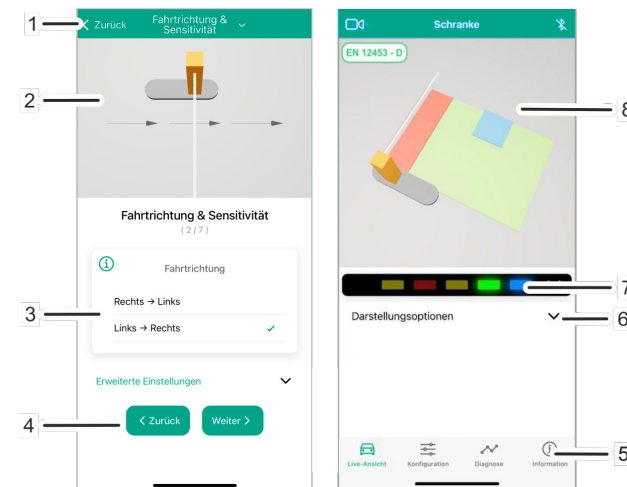 1
Zurück
Fahrtrichtung &
Sensitivität
2
Fahrtrichtung & Sensitivität
( 2 / 7 )
Fahrtrichtung
3
Rechts → Links
Links → Rechts
Erweiterte Einstellungen
4
Zurück
Weiter
Schranke
EN 12453 - D
8
7
Darstellungsoptionen
6
5
Live-Ansicht
Konfiguration
Diagnose
Information